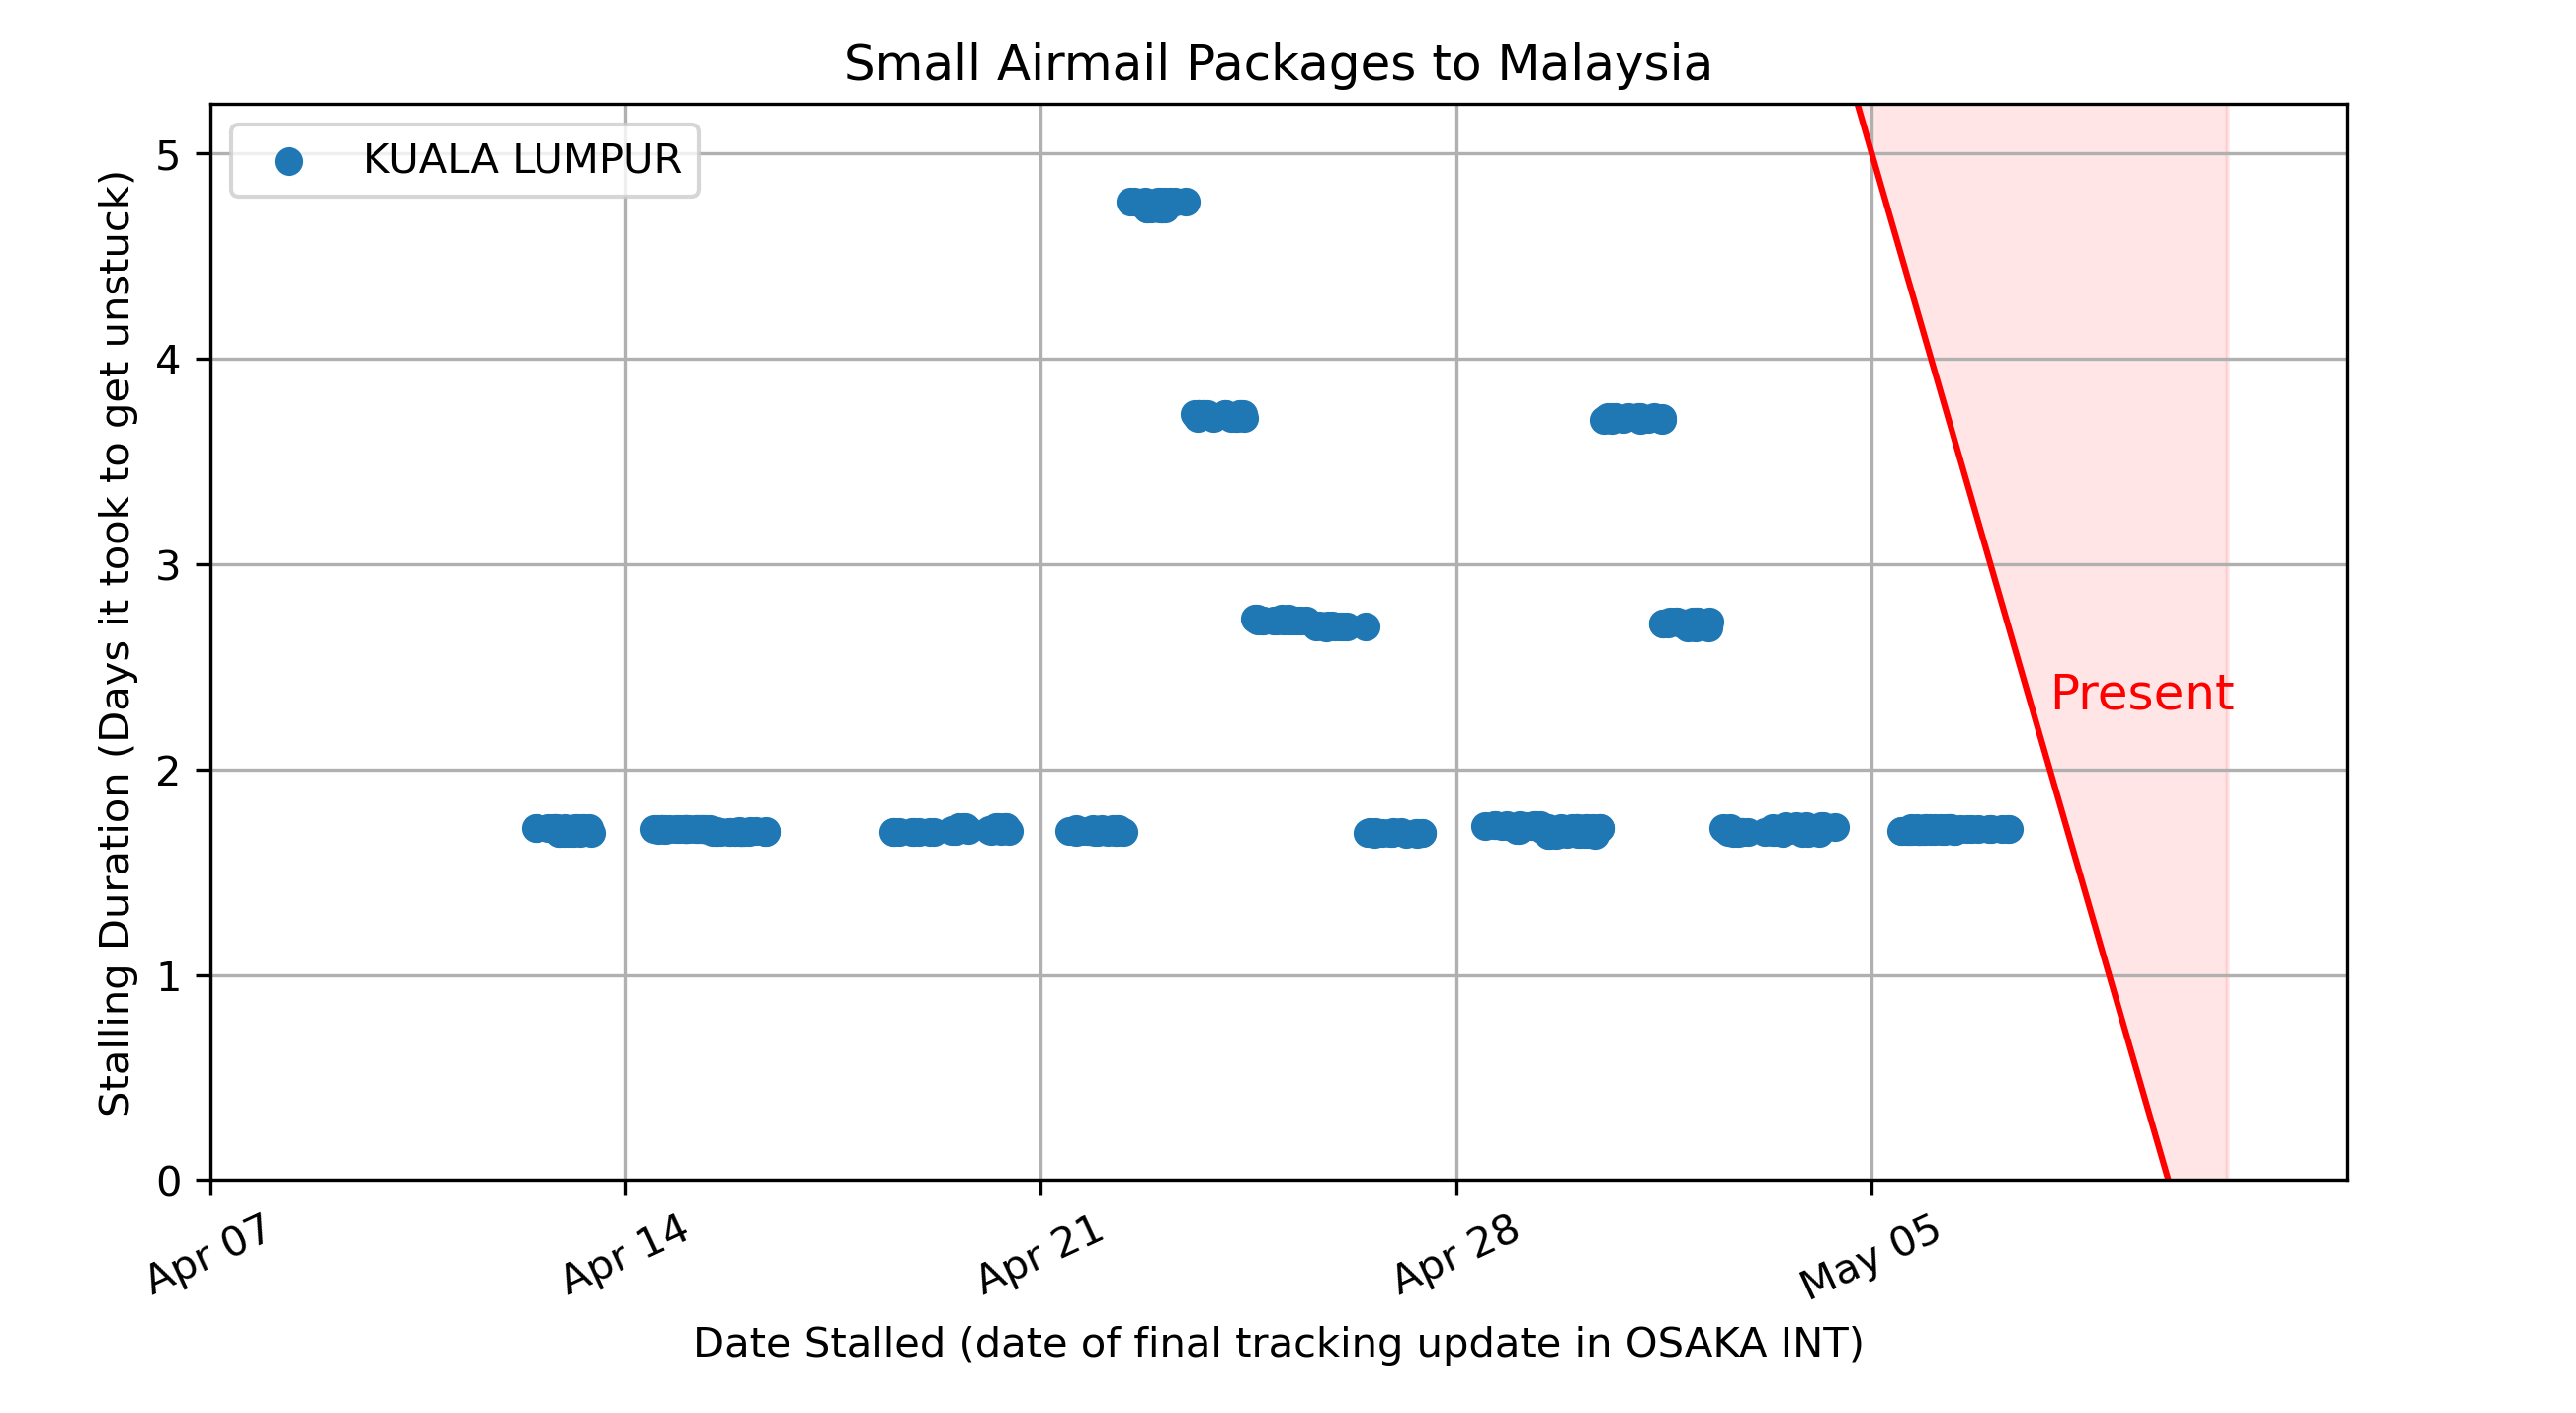 Small Airmail Packages to Malaysia
KUALA LUMPUR
Stalling Duration (Days it took to get unstuck)
5
4
3
2
1
0
Present
Apr 07
Apr 14
Apr 21
Apr 28
May 05
Date Stalled (date of final tracking update in OSAKA INT)